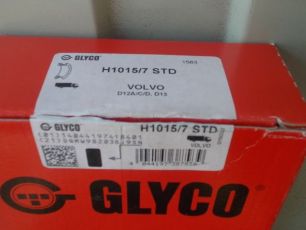 GLYCO
1563
H1015/7 STD
VOLVO
D12A/C/D, D13
GLYCO
H1015/7 STD
VOLVO
GLYCO